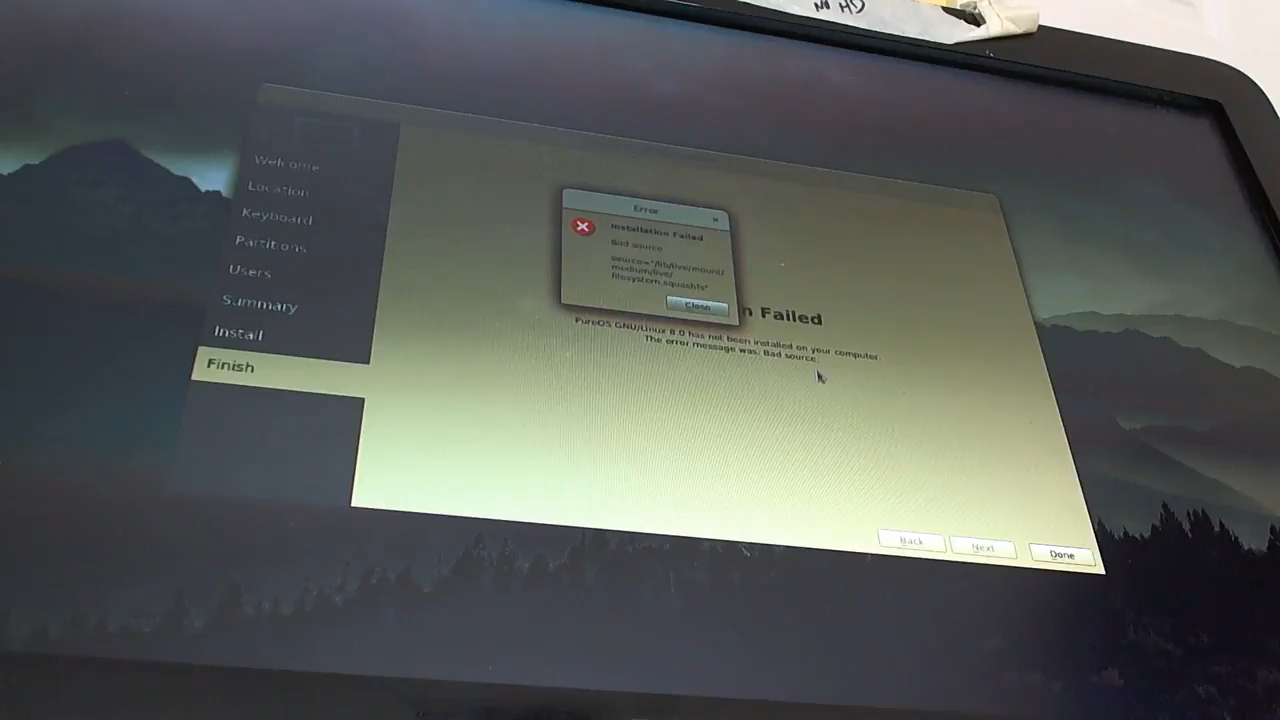 NO HD
Welcome
Location
Keyboard
Partitions
Users
Summary
Install
Finish
Error
Installation Failed
Bad source
source="/lib/live/mount/
medium/live/
filesystem.squashfs"
Close
n Failed
PureOS GNU/Linux 8.0 has not been installed on your computer.
The error message was: Bad source.
Back
Next
Done